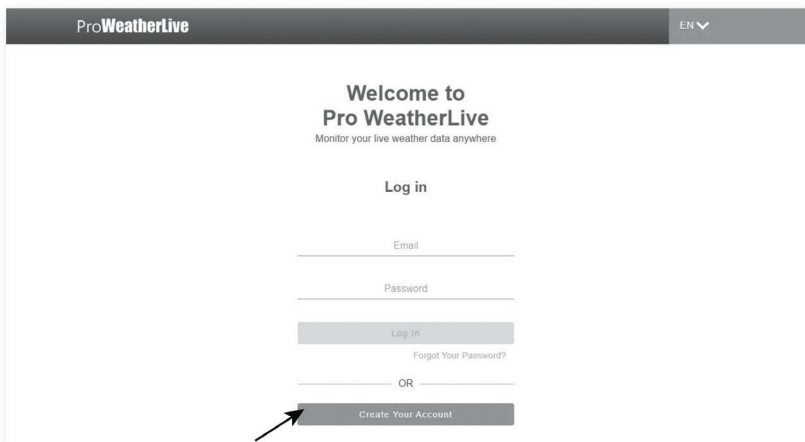 ProWeatherLive
EN
Welcome to
Pro WeatherLive
Monitor your live weather data anywhere
Log in
Email
Password
Log In
Forgot Your Password?
OR
Create Your Account